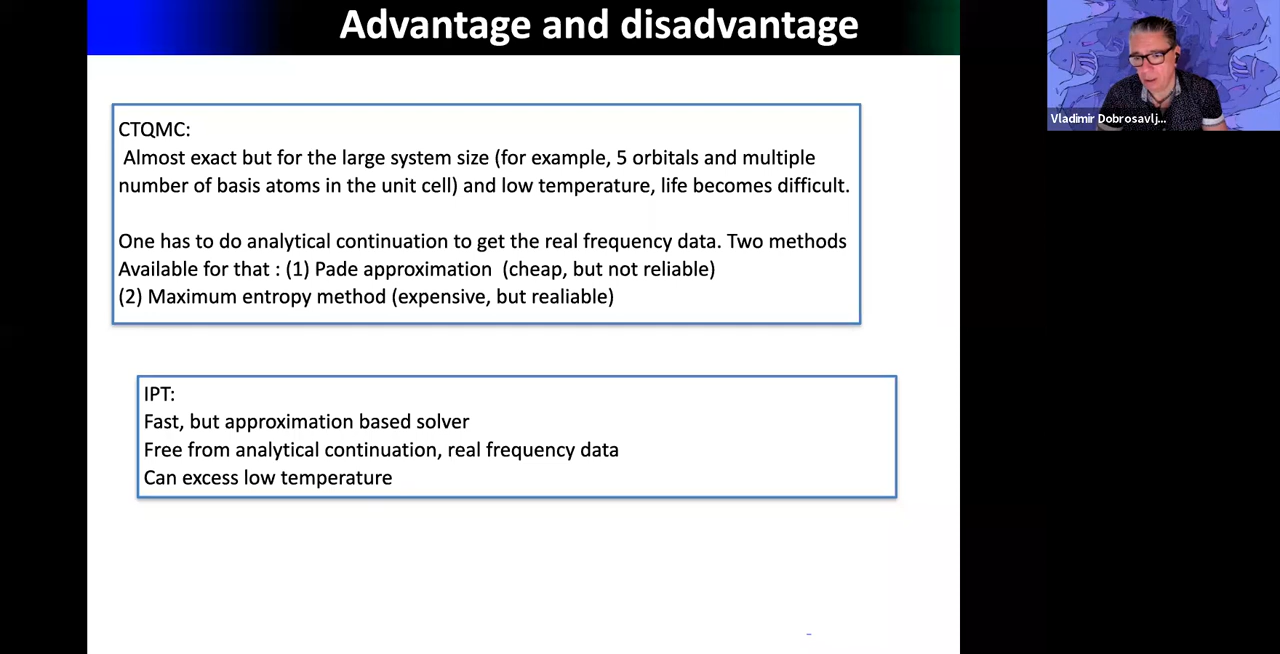 Advantage and disadvantage
CTQMC:
Almost exact but for the large system size (for example, 5 orbitals and multiple
number of basis atoms in the unit cell) and low temperature, life becomes difficult.
One has to do analytical continuation to get the real frequency data. Two methods
Available for that : (1) Pade approximation (cheap, but not reliable)
(2) Maximum entropy method (expensive, but realiable)
IPT:
Fast, but approximation based solver
Free from analytical continuation, real frequency data
Can excess low temperature
Vladimir Dobrosavlj...